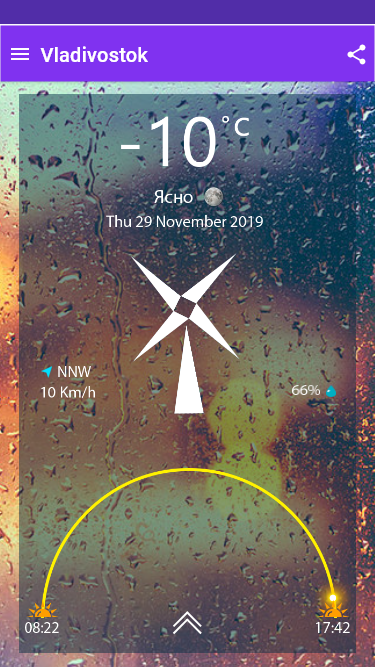 Vladivostok
-10°C
Ясно
Thu 29 November 2019
NNW
10 Km/h
66%
08:22
17:42